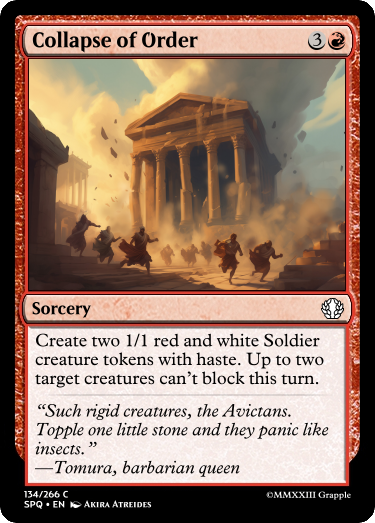 Collapse of Order 3
Sorcery
Create two 1/1 red and white Soldier
creature tokens with haste. Up to two
target creatures can't block this turn.
“Such rigid creatures, the Avictans.
Topple one little stone and they panic like
insects.”
—Tomura, barbarian queen
134/266 C
SPQ • EN Akira Atreides
©MMXXIII Grapple